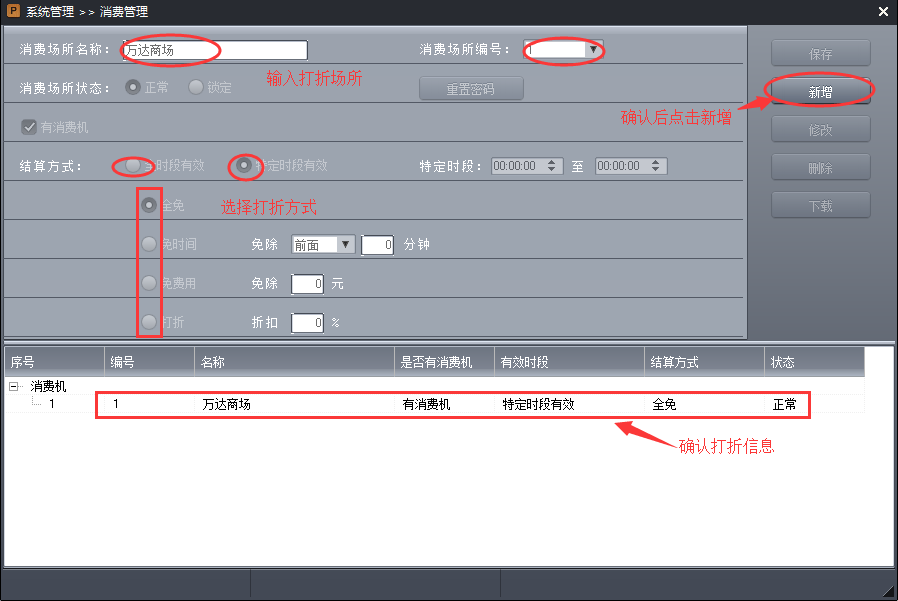 P 系统管理 >> 消费管理
消费场所名称： 万达商场 消费场所编号： 保存
消费场所状态： 正常 锁定 输入打折场所 重置密码 新增
有消费机 确认后点击新增 修改
结算方式： 全时段有效 特定时段有效 特定时段： 00:00:00 至 00:00:00 删除
全免 选择打折方式 下载
免时间 免除 前面 0 分钟
免费用 免除 0 元
打折 折扣 0 %
序号 编号 名称 是否有消费机 有效时段 结算方式 状态
消费机
1 1 万达商场 有消费机 特定时段有效 全免 正常
确认打折信息